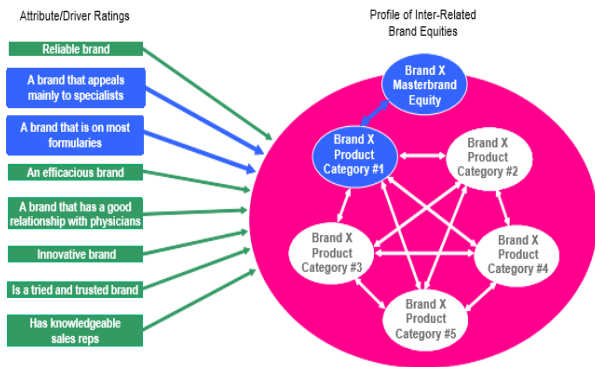 Attribute/Driver Ratings
Reliable brand
A brand that appeals
mainly to specialists
A brand that is on most
formularies
An efficacious brand
A brand that has a good
relationship with physicians
Innovative brand
Is a tried and trusted brand
Has knowledgeable
sales reps
Profile of Inter-Related
Brand Equities
Brand X
Masterbrand
Equity
Brand X
Product
Category #1
Brand X
Product
Category #2
Brand X
Product
Category #3
Brand X
Product
Category #4
Brand X
Product
Category #5